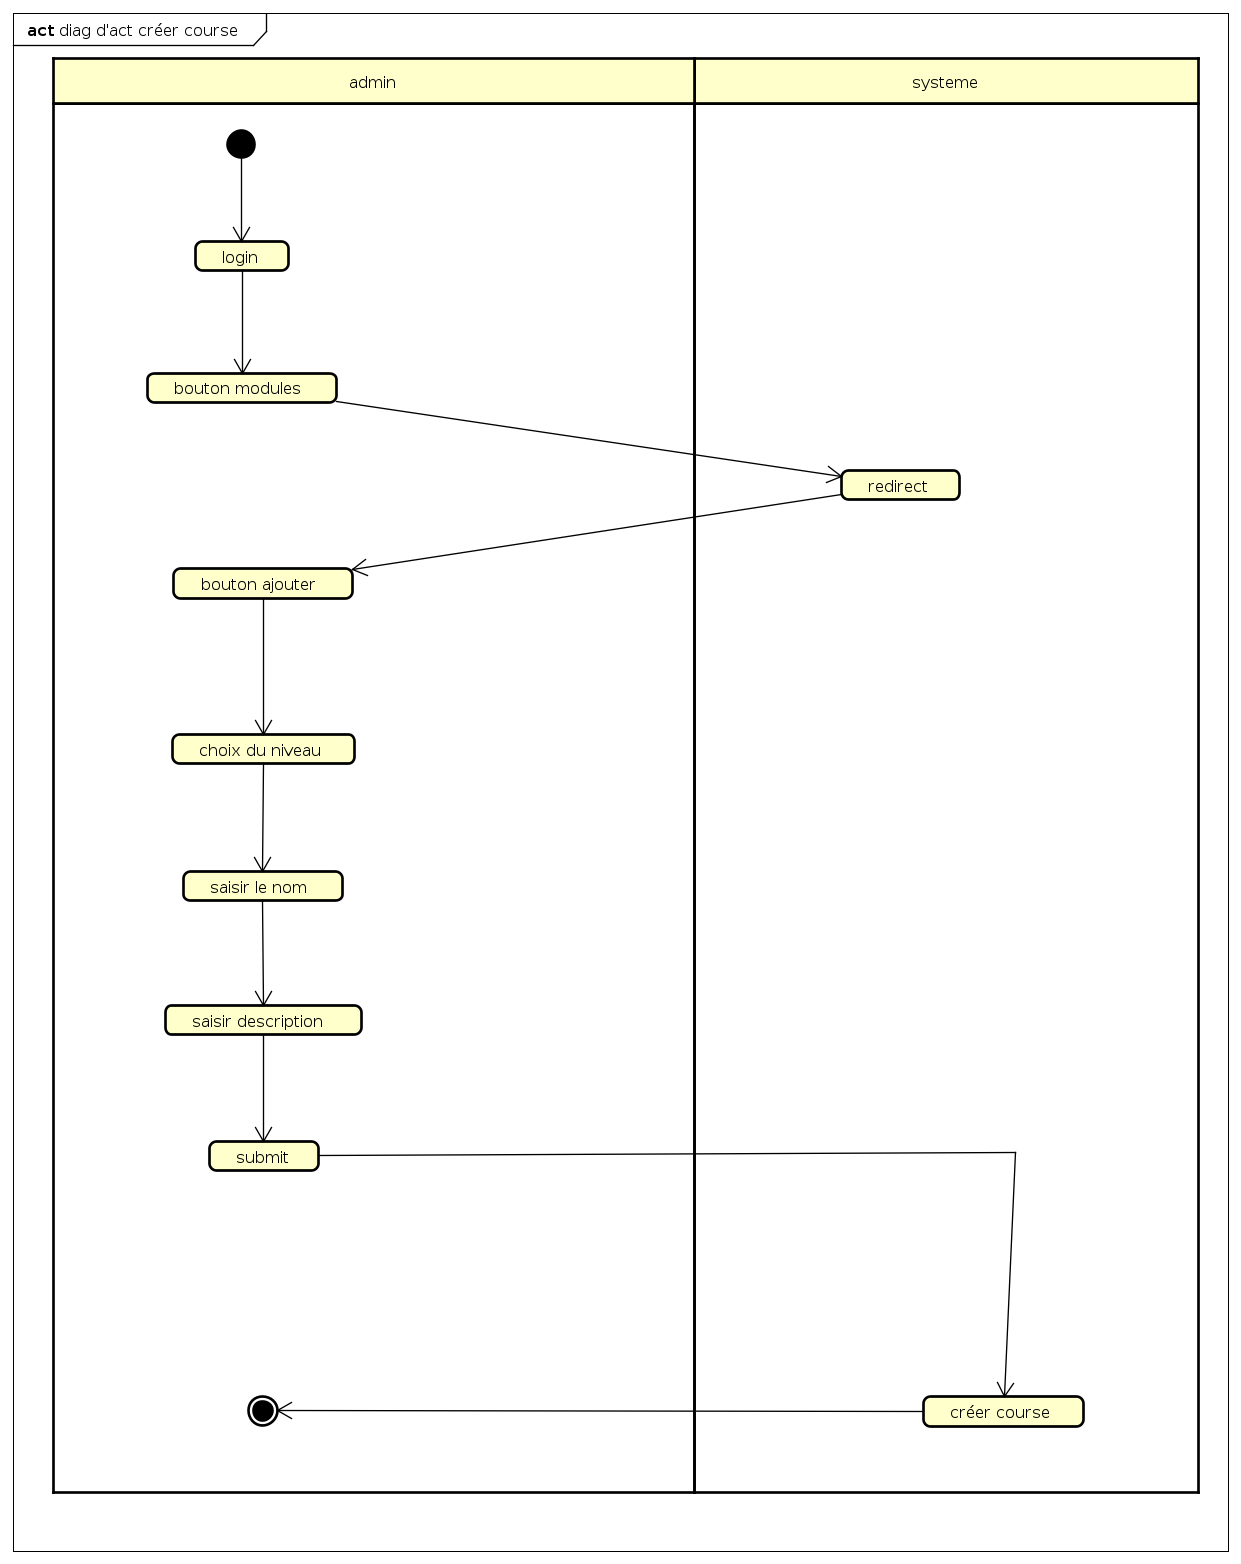 act diag d'act créer course
admin
systeme
login
bouton modules
redirect
bouton ajouter
choix du niveau
saisir le nom
saisir description
submit
créer course